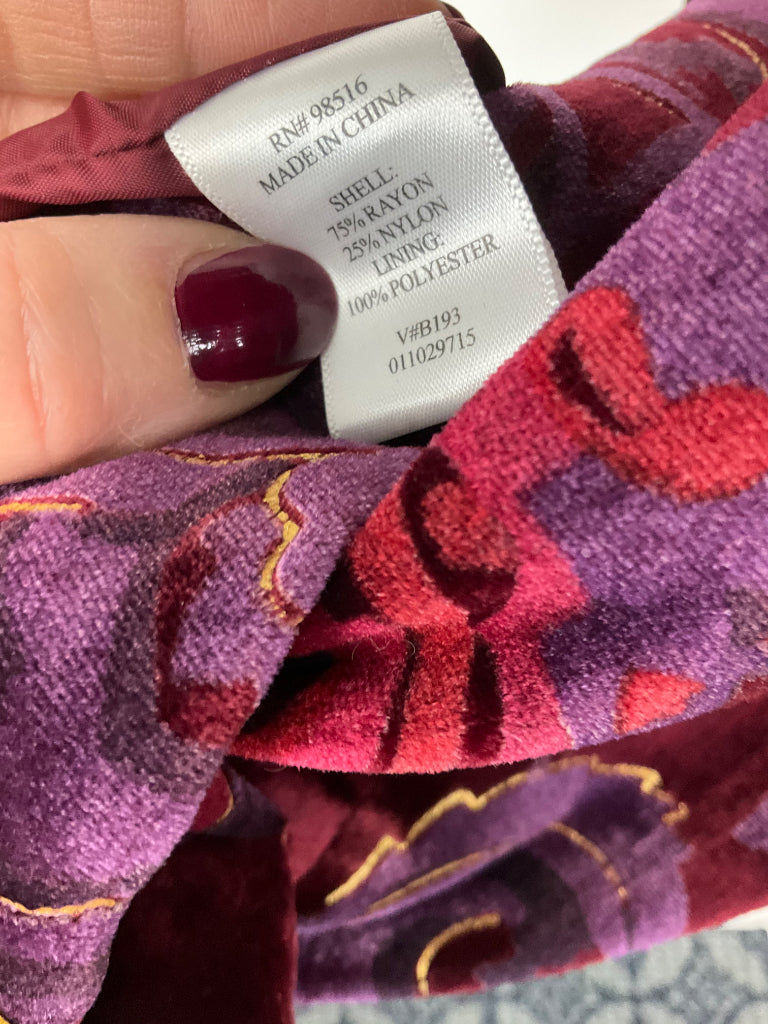 RN# 98516
MADE IN CHINA
SHELL:
75% RAYON
25% NYLON
LINING:
100% POLYESTER
V#B193
011029715